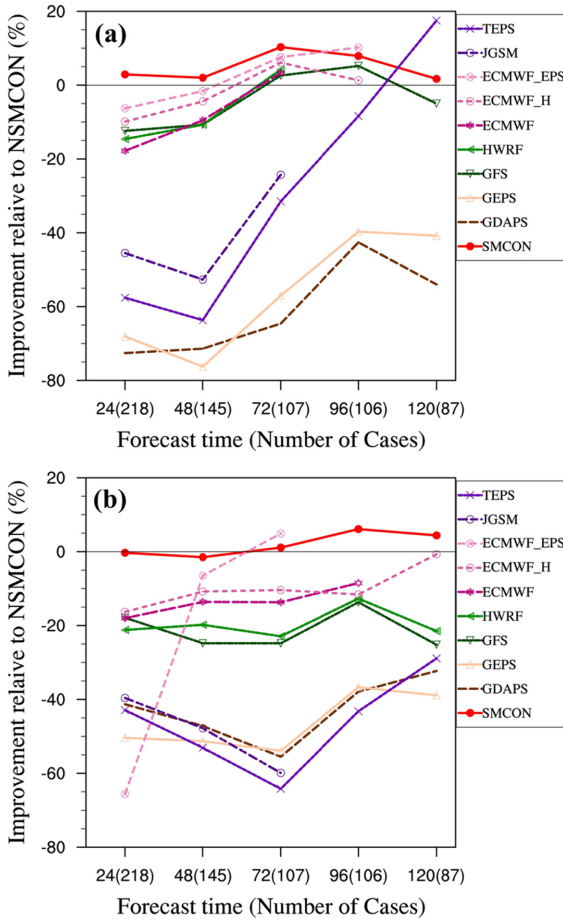 Improvement relaive to NSMCON (%)
(a)
20
0
-20
-40
-60
-80
24(218) 48(145) 72(107) 96(106) 120(87)
Forecast time (Number of Cases)
TEPS
JGSM
ECMWF_EPS
ECMWF_H
ECMWF
HWRF
GFS
GEPS
GDAPS
SMCON
Improvement relaive to NSMCON (%)
(b)
20
0
-20
-40
-60
-80
24(218) 48(145) 72(107) 96(106) 120(87)
Forecast time (Number of Cases)
TEPS
JGSM
ECMWF_EPS
ECMWF_H
ECMWF
HWRF
GFS
GEPS
GDAPS
SMCON